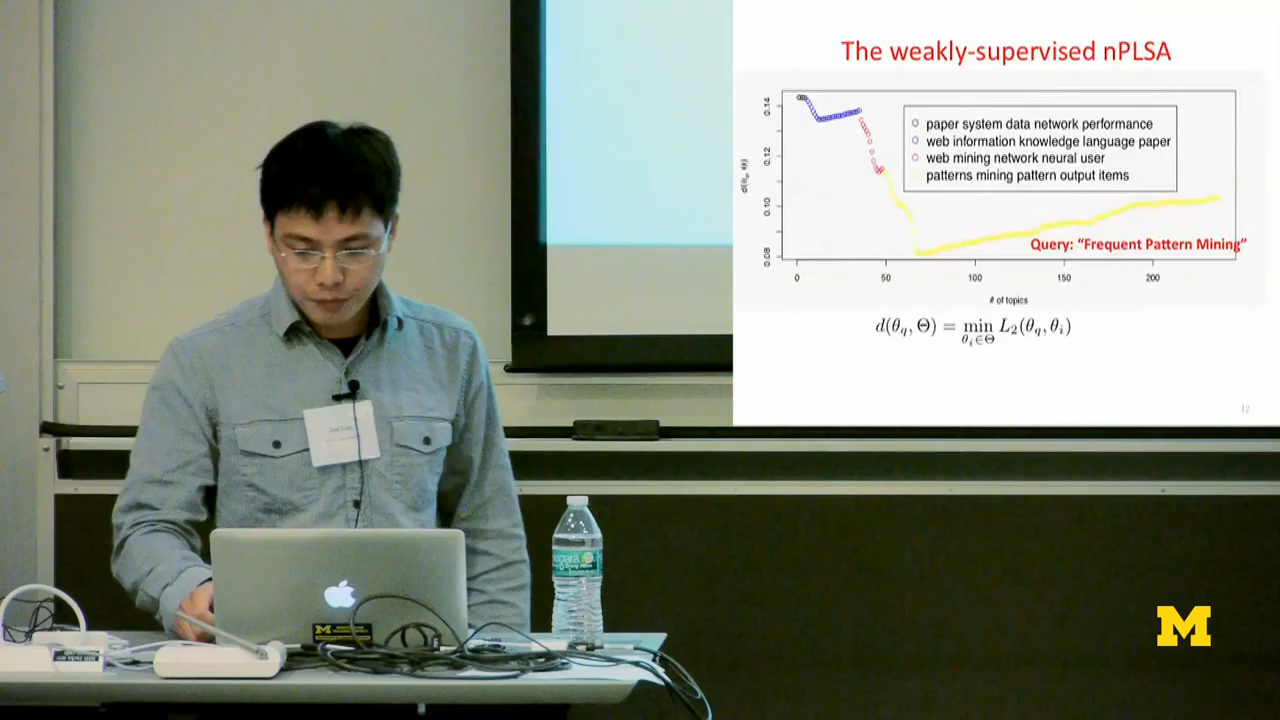 The weakly-supervised nPLSA
0.14
0.12
0.10
0.08
d(θq, Θ)
paper system data network performance
web information knowledge language paper
web mining network neural user
patterns mining pattern output items
Query: “Frequent Pattern Mining”
0 50 100 150 200
# of topics
d(θq, Θ) = min L2(θq, θi)
θi∈Θ
12
M
M